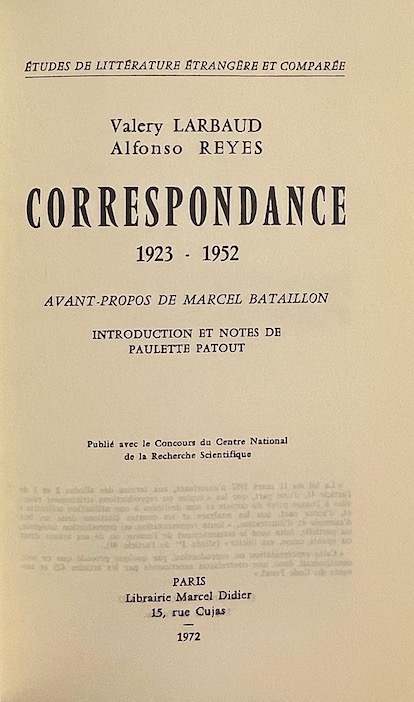 ÉTUDES DE LITTÉRATURE ÉTRANGÈRE ET COMPARÉE
Valery LARBAUD
Alfonso REYES
CORRESPONDANCE
1923 - 1952
AVANT-PROPOS DE MARCEL BATAILLON
INTRODUCTION ET NOTES DE
PAULETTE PATOUT
Publié avec le Concours du Centre National
de la Recherche Scientifique
PARIS
Librairie Marcel Didier
15, rue Cujas
1972